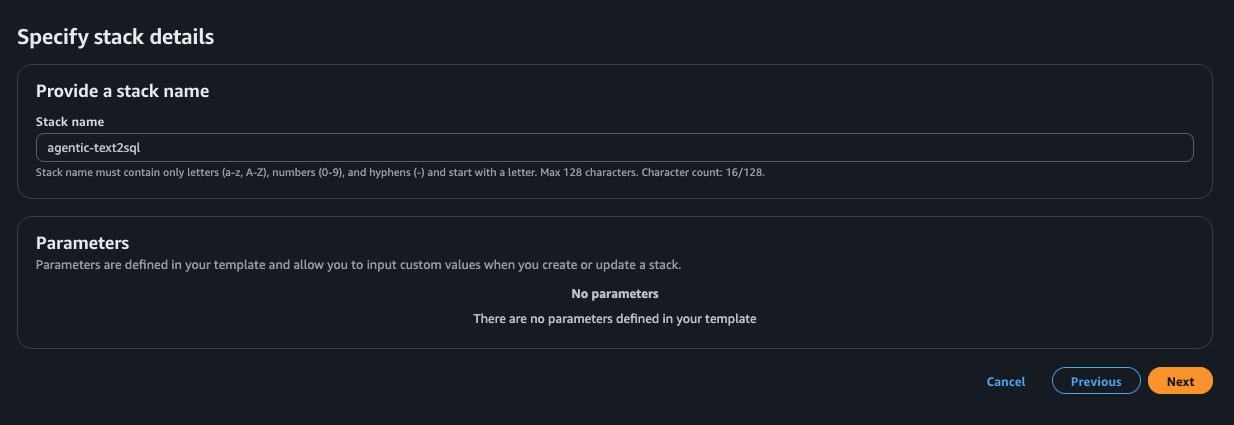 Specify stack details
Provide a stack name
Stack name
agentic-text2sql
Stack name must contain only letters (a-z, A-Z), numbers (0-9), and hyphens (-) and start with a letter. Max 128 characters. Character count: 16/128.
Parameters
Parameters are defined in your template and allow you to input custom values when you create or update a stack.
No parameters
There are no parameters defined in your template
Cancel
Previous
Next